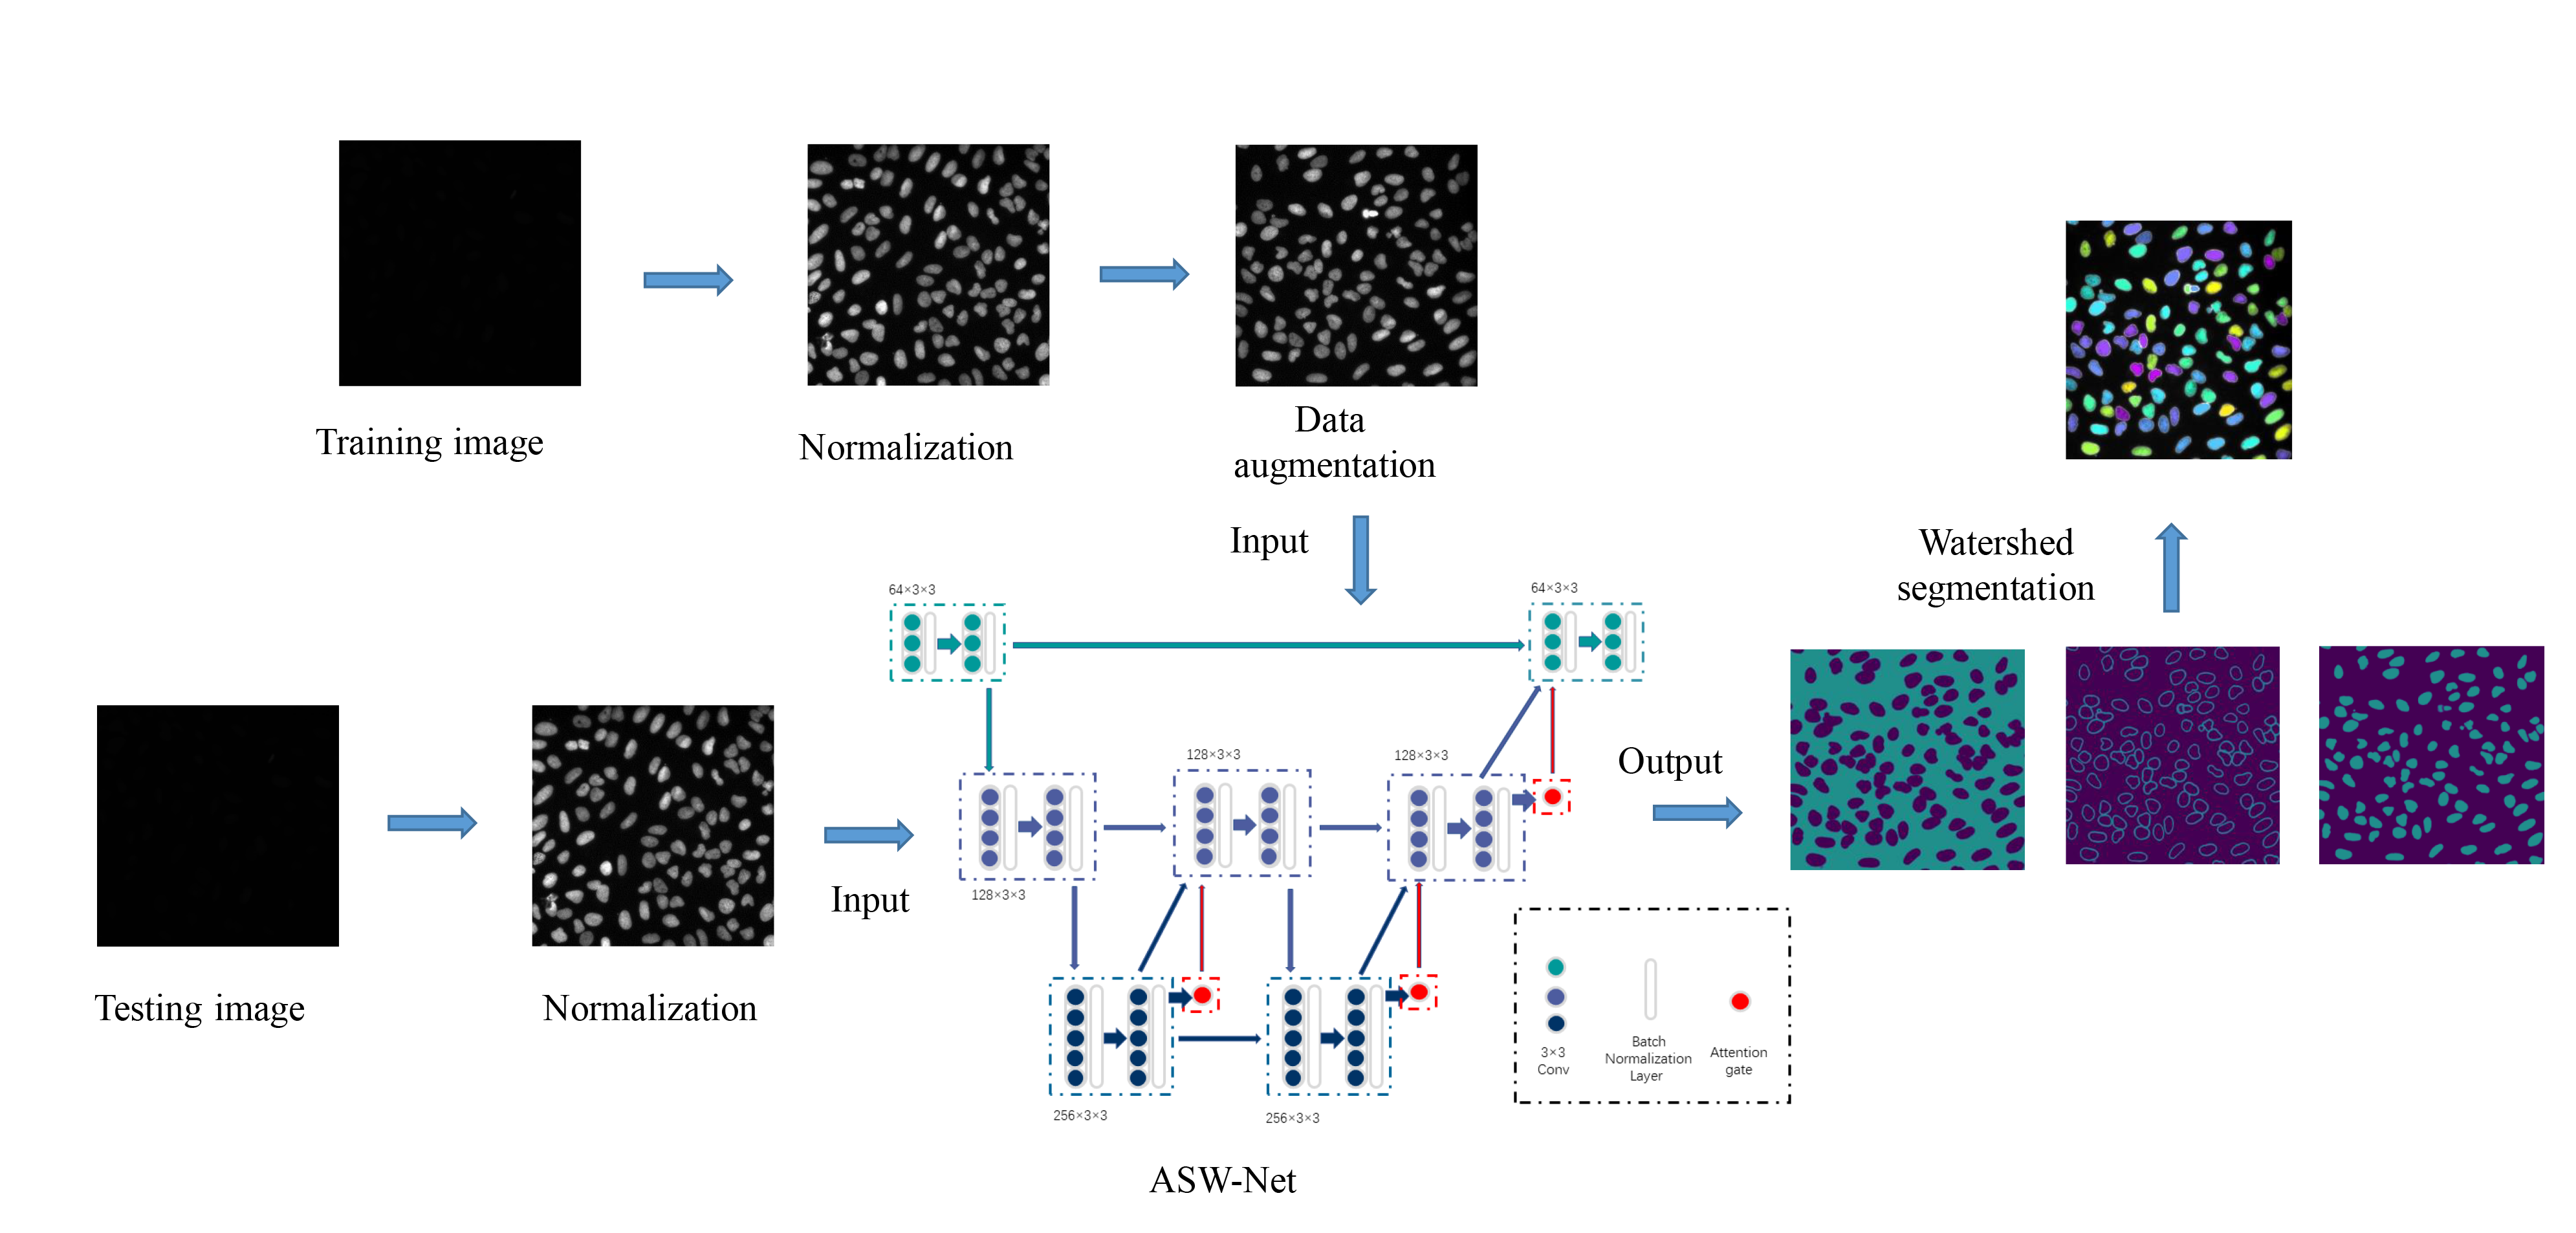 Training image
Normalization
Data
augmentation
Input
Watershed
segmentation
64×3×3
64×3×3
128×3×3
128×3×3
Output
Input
128×3×3
Testing image
Normalization
3×3
Conv
Batch
Normalization
Layer
Attention
gate
256×3×3
256×3×3
ASW-Net